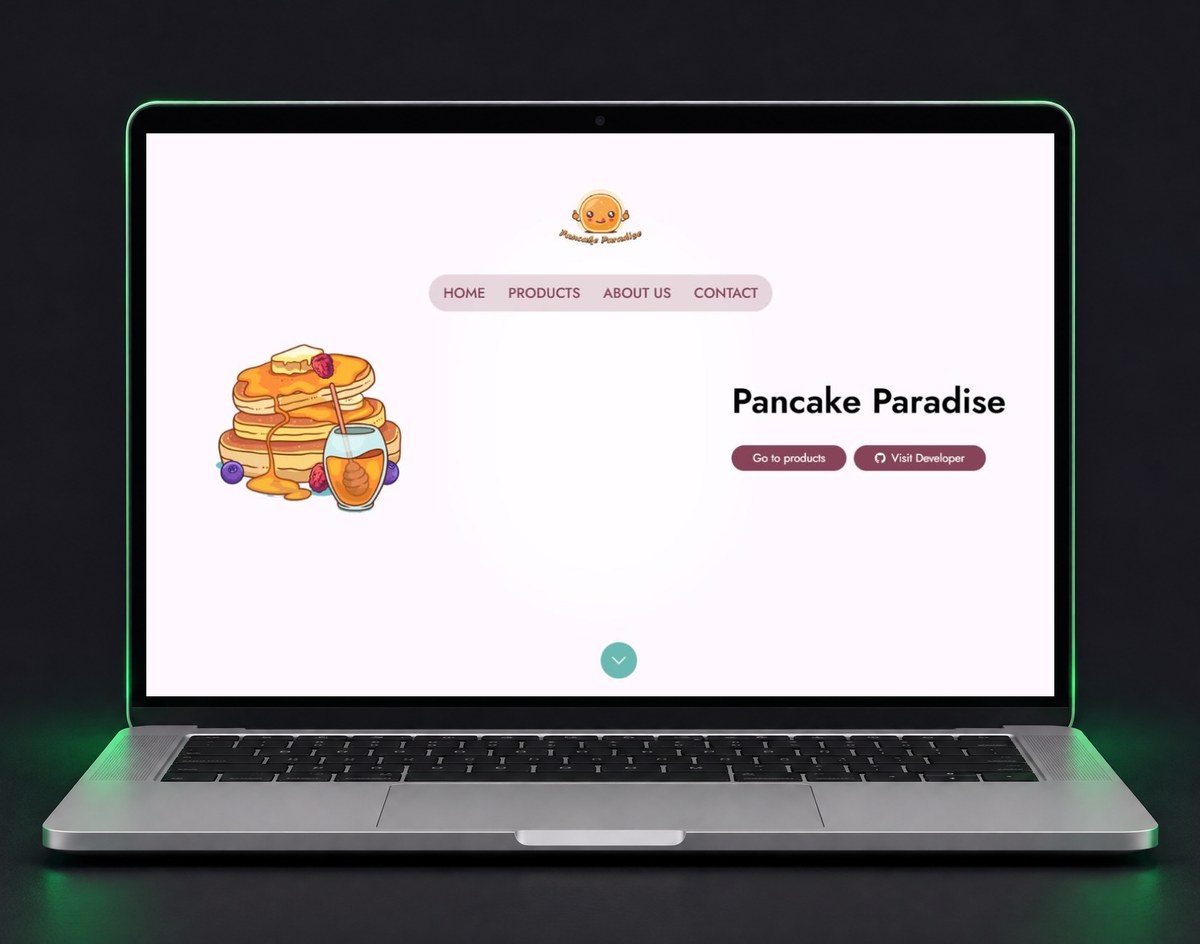 Pancake Paradise
HOME PRODUCTS ABOUT US CONTACT
Pancake Paradise
Go to products Visit Developer